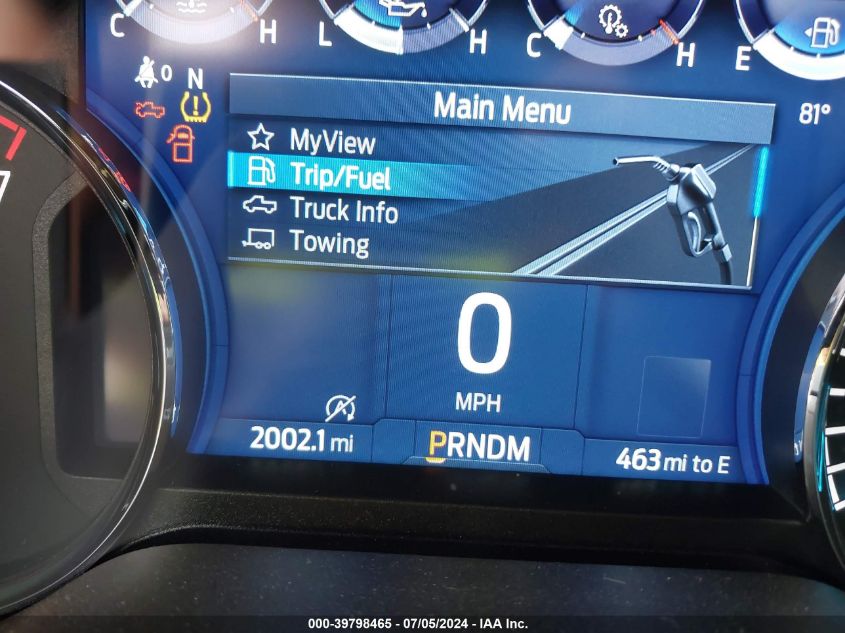 C H L H C H E
0 N
81°
Main Menu
MyView
Trip/Fuel
Truck Info
Towing
0
MPH
2002.1 mi
PRNDM
463 mi to E
000-39798465 - 07/05/2024 - IAA Inc.